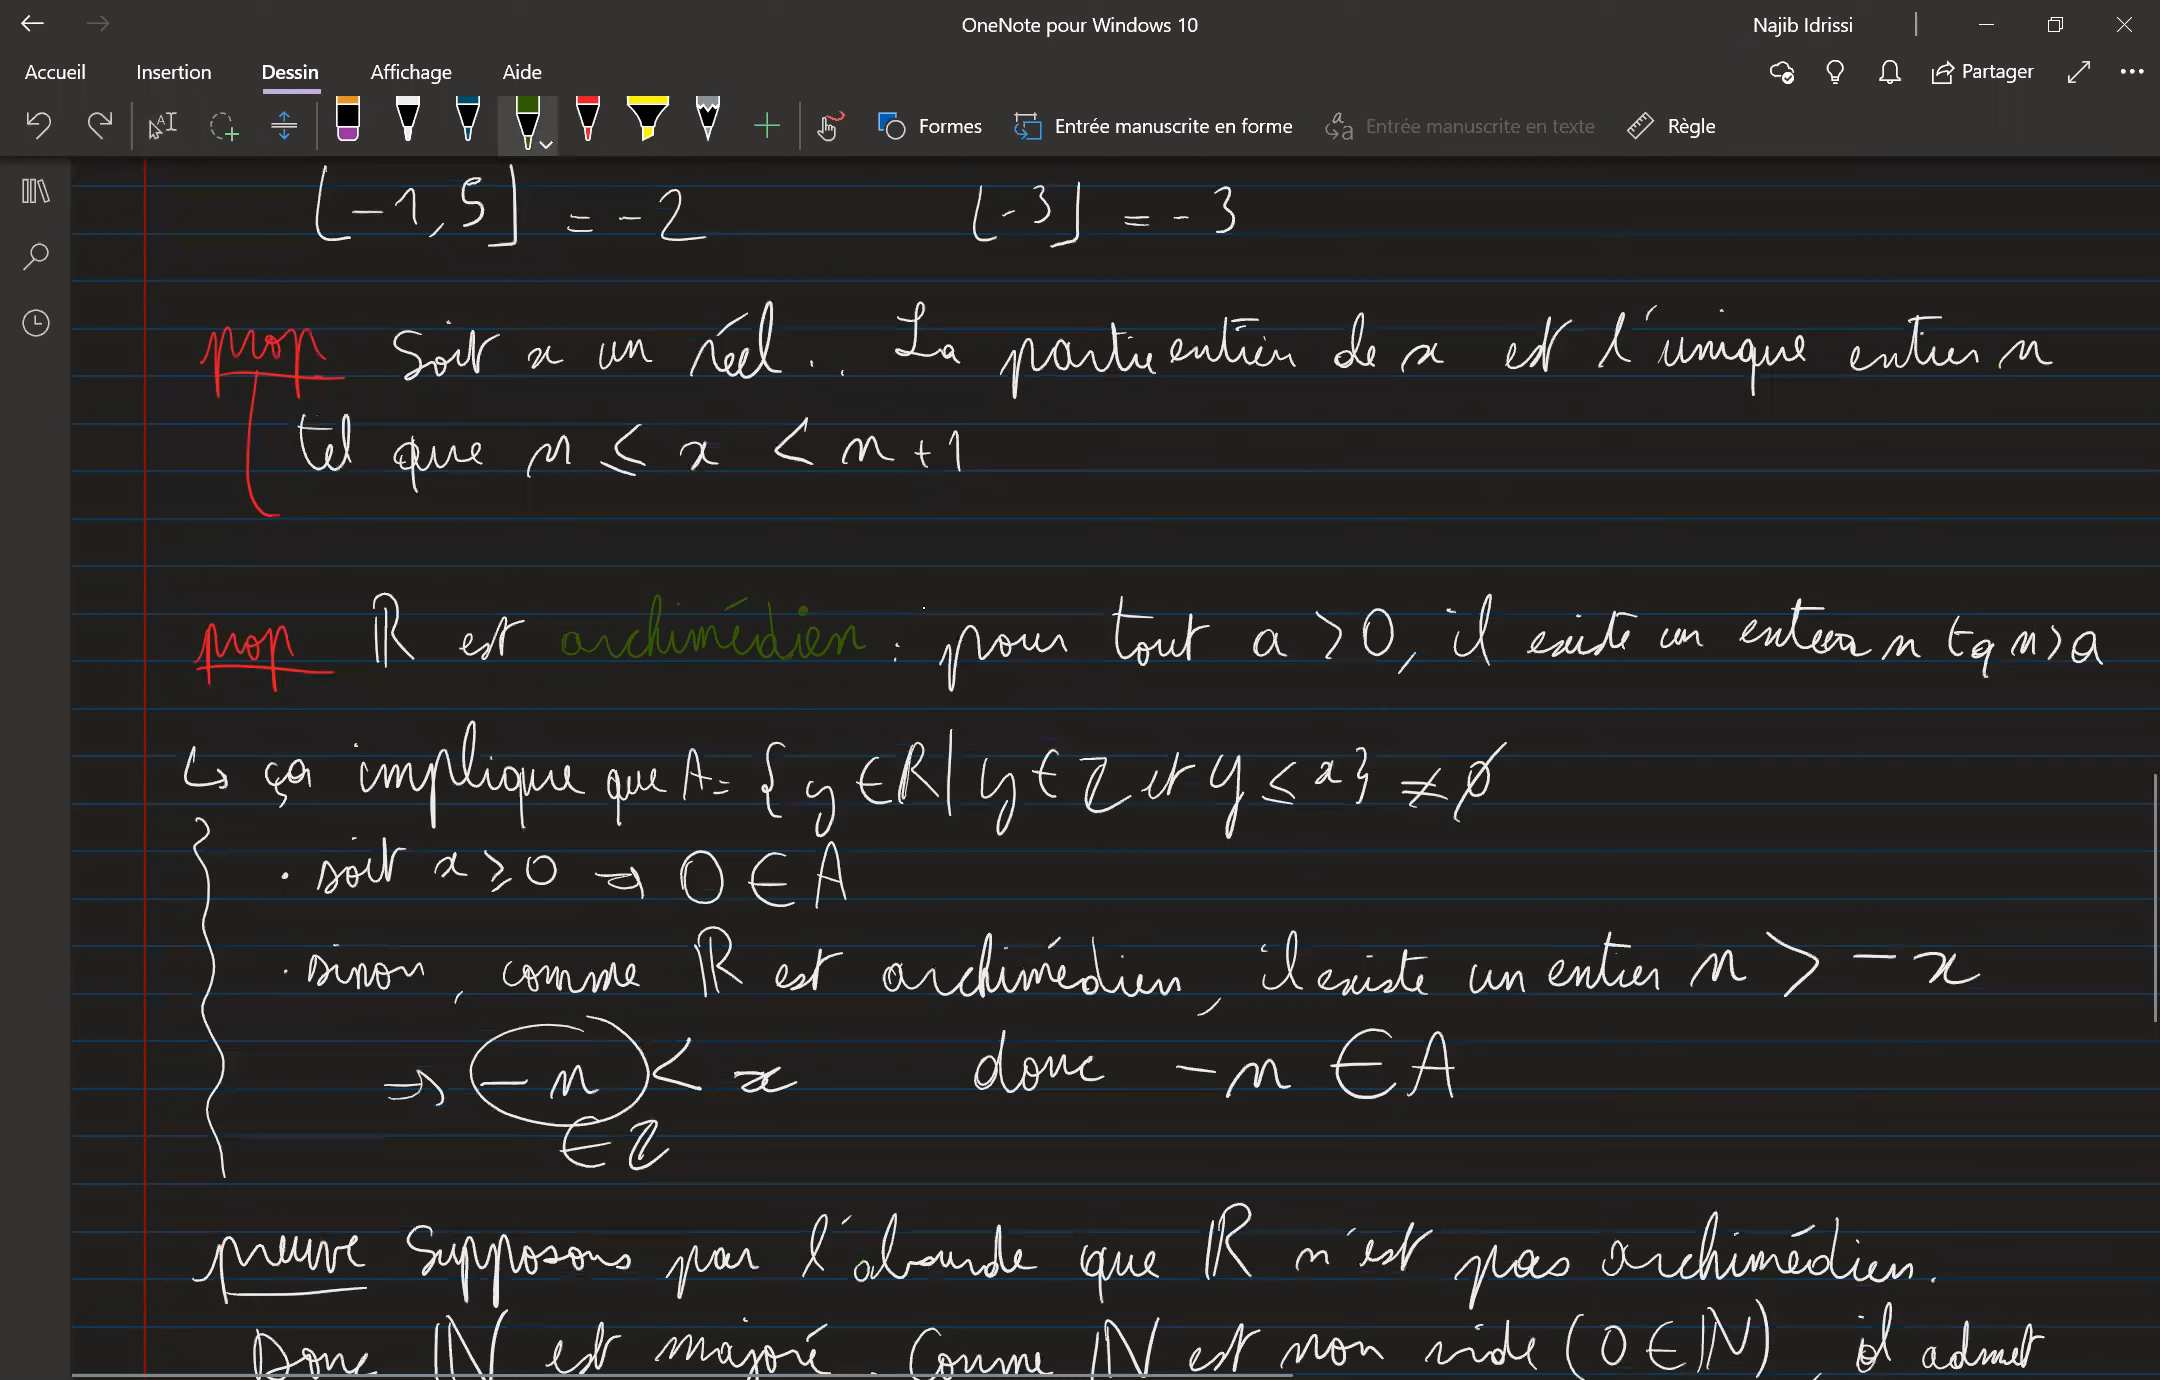 OneNote pour Windows 10
Najib Idrissi
Accueil Insertion Dessin Affichage Aide
Partager
Formes Entrée manuscrite en forme Entrée manuscrite en texte Règle
⌊-1,5⌋ = -2 ⌊-3⌋ = -3
prop Soit x un réel. La partie entière de x est l'unique entier n
tel que n ≤ x < n+1
prop ℝ est archimédien : pour tout a > 0, il existe un entier n tq n > a
↪ ça implique que A = { y ∈ ℝ | y ∈ ℤ et y ≤ x } ≠ ∅
· soit x ≥ 0 → 0 ∈ A
· sinon, comme ℝ est archimédien, il existe un entier n > -x
⇒ -n < x donc -n ∈ A
∈ ℤ
preuve Supposons par l'absurde que ℝ n'est pas archimédien.
Donc ℕ est majoré. Comme ℕ est non vide (0 ∈ ℕ), il admet